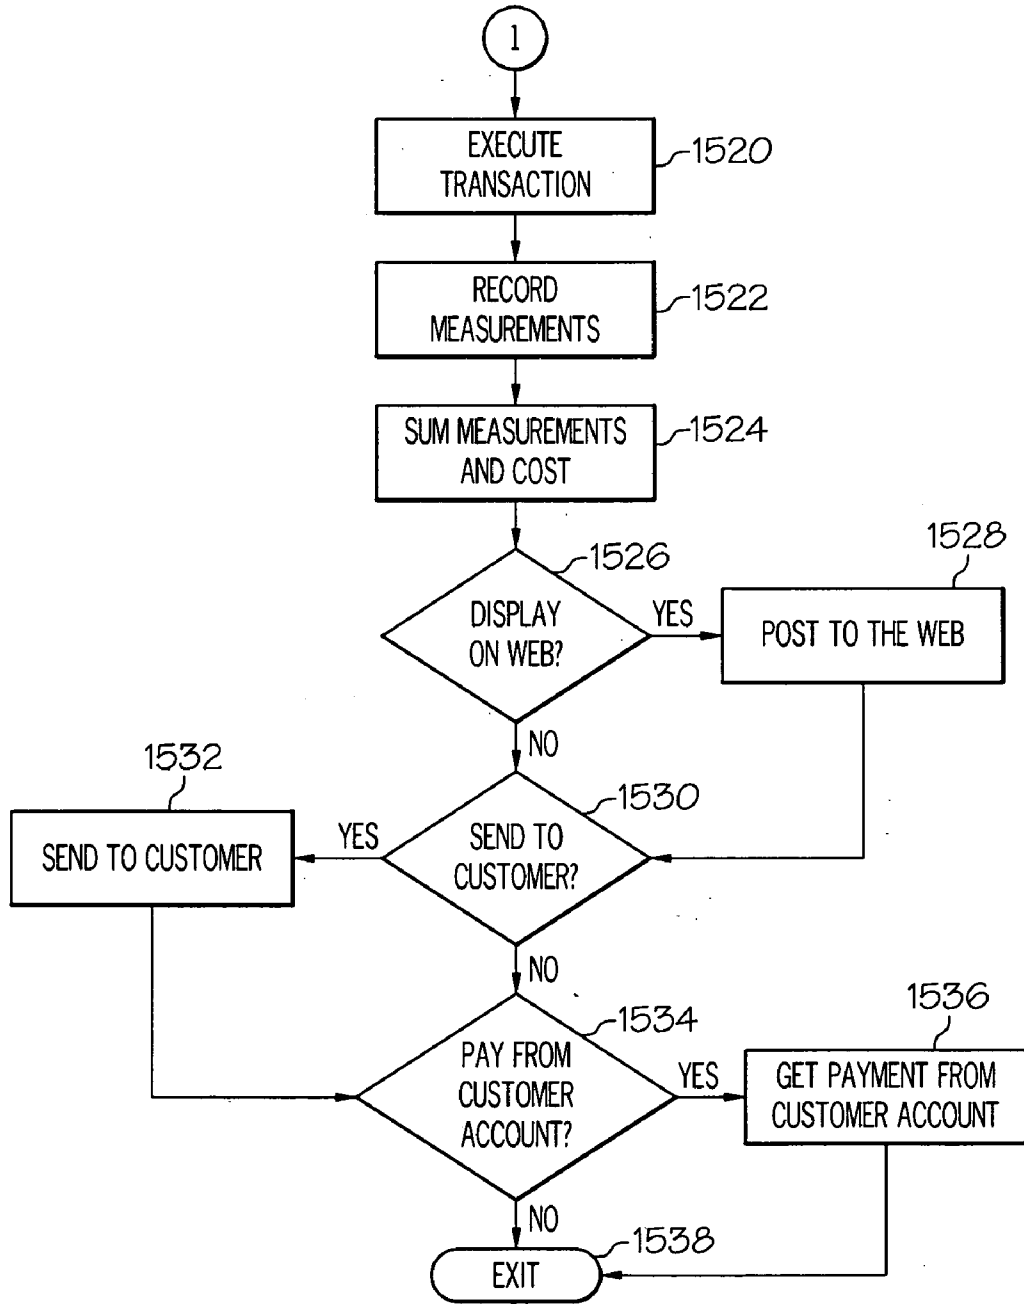 1
EXECUTE
TRANSACTION
1520
RECORD
MEASUREMENTS
1522
SUM MEASUREMENTS
AND COST
1524
1526
DISPLAY
ON WEB?
YES
1528
POST TO THE WEB
NO
1530
SEND TO
CUSTOMER?
YES
1532
SEND TO CUSTOMER
NO
1534
PAY FROM
CUSTOMER
ACCOUNT?
YES
1536
GET PAYMENT FROM
CUSTOMER ACCOUNT
NO
1538
EXIT